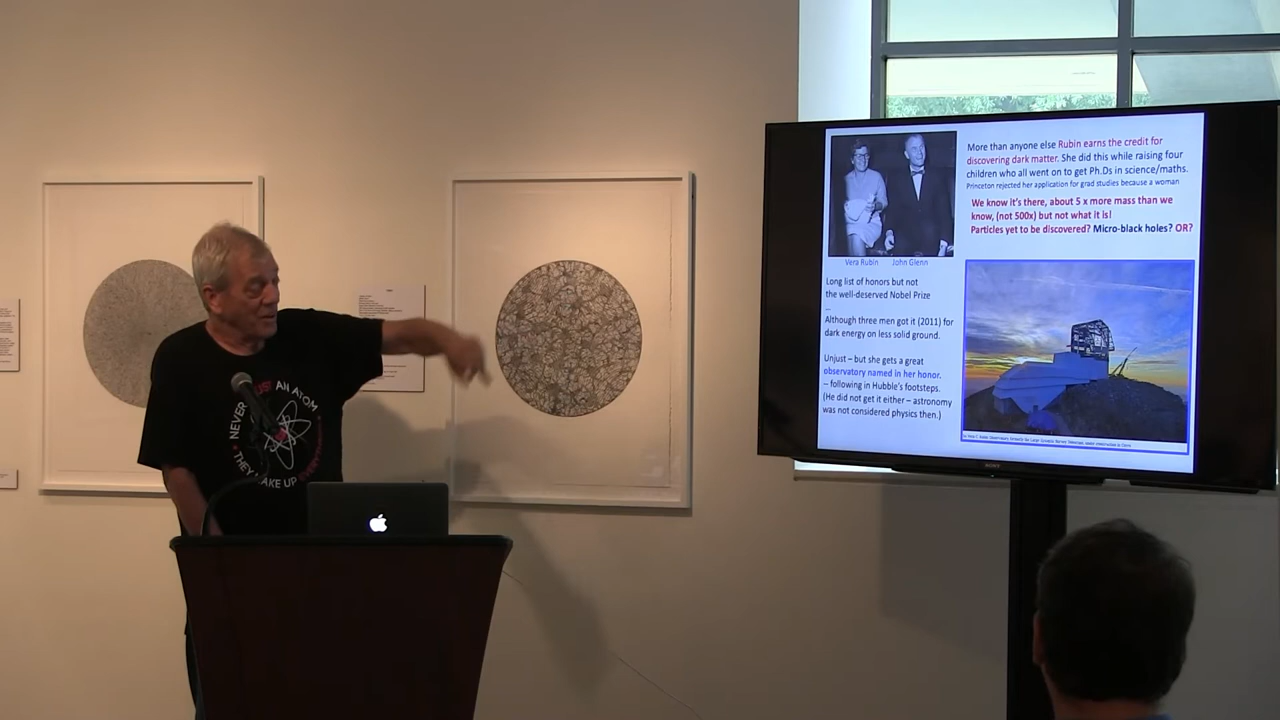 NEVER TRUST AN ATOM
THEY MAKE UP EVERYTHING
More than anyone else Rubin earns the credit for
discovering dark matter. She did this while raising four
children who all went on to get Ph.Ds in science/maths.
Princeton rejected her application for grad studies because a woman
We know it's there, about 5 x more mass than we
know, (not 500x) but not what it is!
Particles yet to be discovered? Micro-black holes? OR?
Vera Rubin John Glenn
Long list of honors but not
the well-deserved Nobel Prize
...
Although three men got it (2011) for
dark energy on less solid ground.
Unjust – but she gets a great
observatory named in her honor.
– following in Hubble's footsteps.
(He did not get it either – astronomy
was not considered physics then.)
SONY